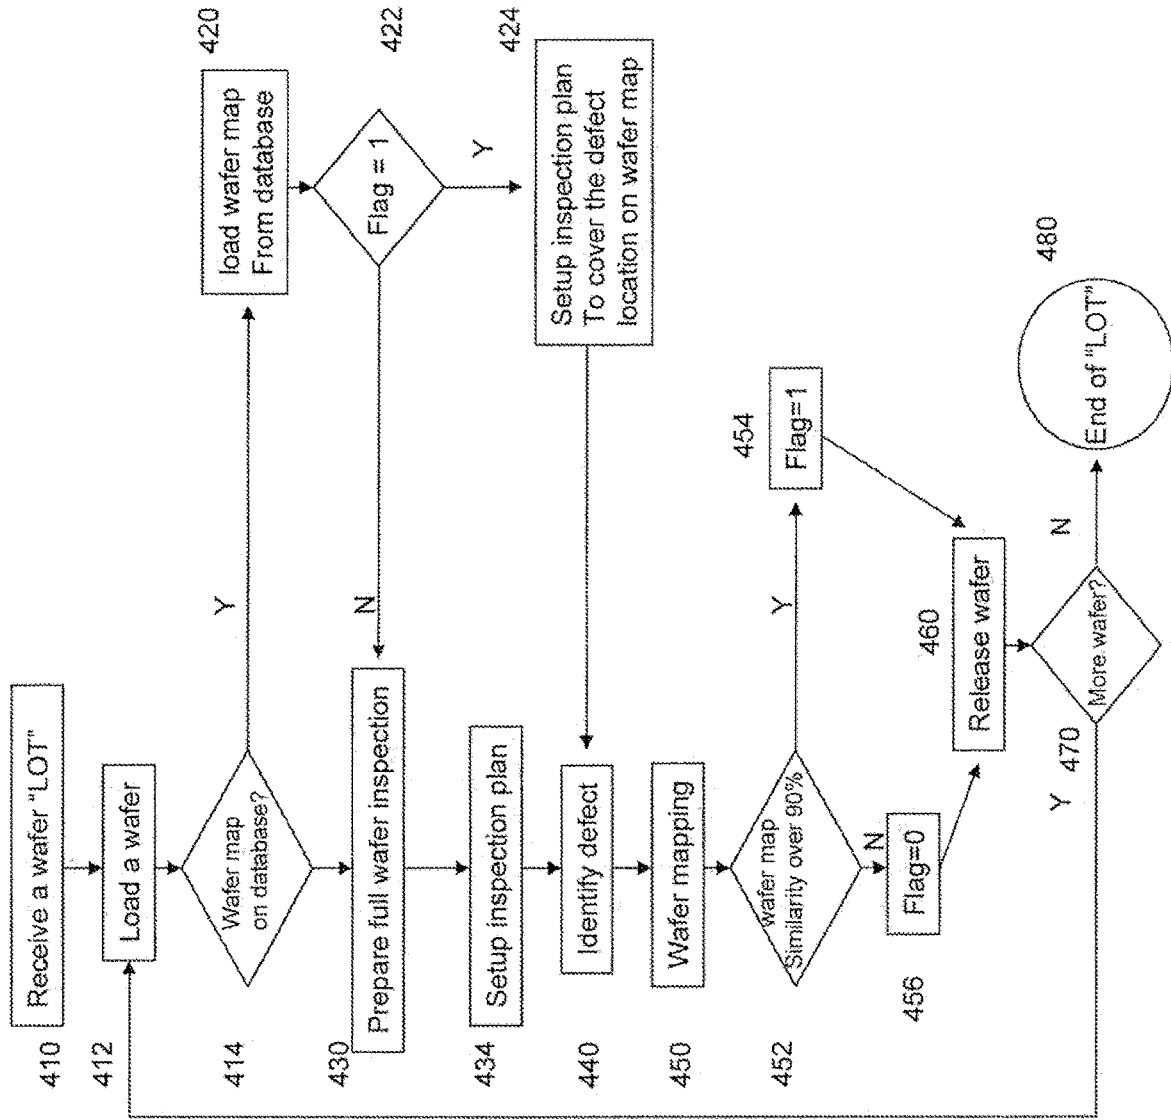 410
Receive a wafer "LOT"
412
Load a wafer
414
Wafer map
on database?
Y
420
load wafer map
From database
422
Flag = 1
N
Y
424
Setup inspection plan
To cover the defect
location on wafer map
430
Prepare full wafer inspection
434
Setup inspection plan
440
Identify defect
450
Wafer mapping
452
wafer map
Similarity over 90%
Y
454
Flag=1
N
456
Flag=0
460
Release wafer
470
More wafer?
Y
N
480
End of "LOT"